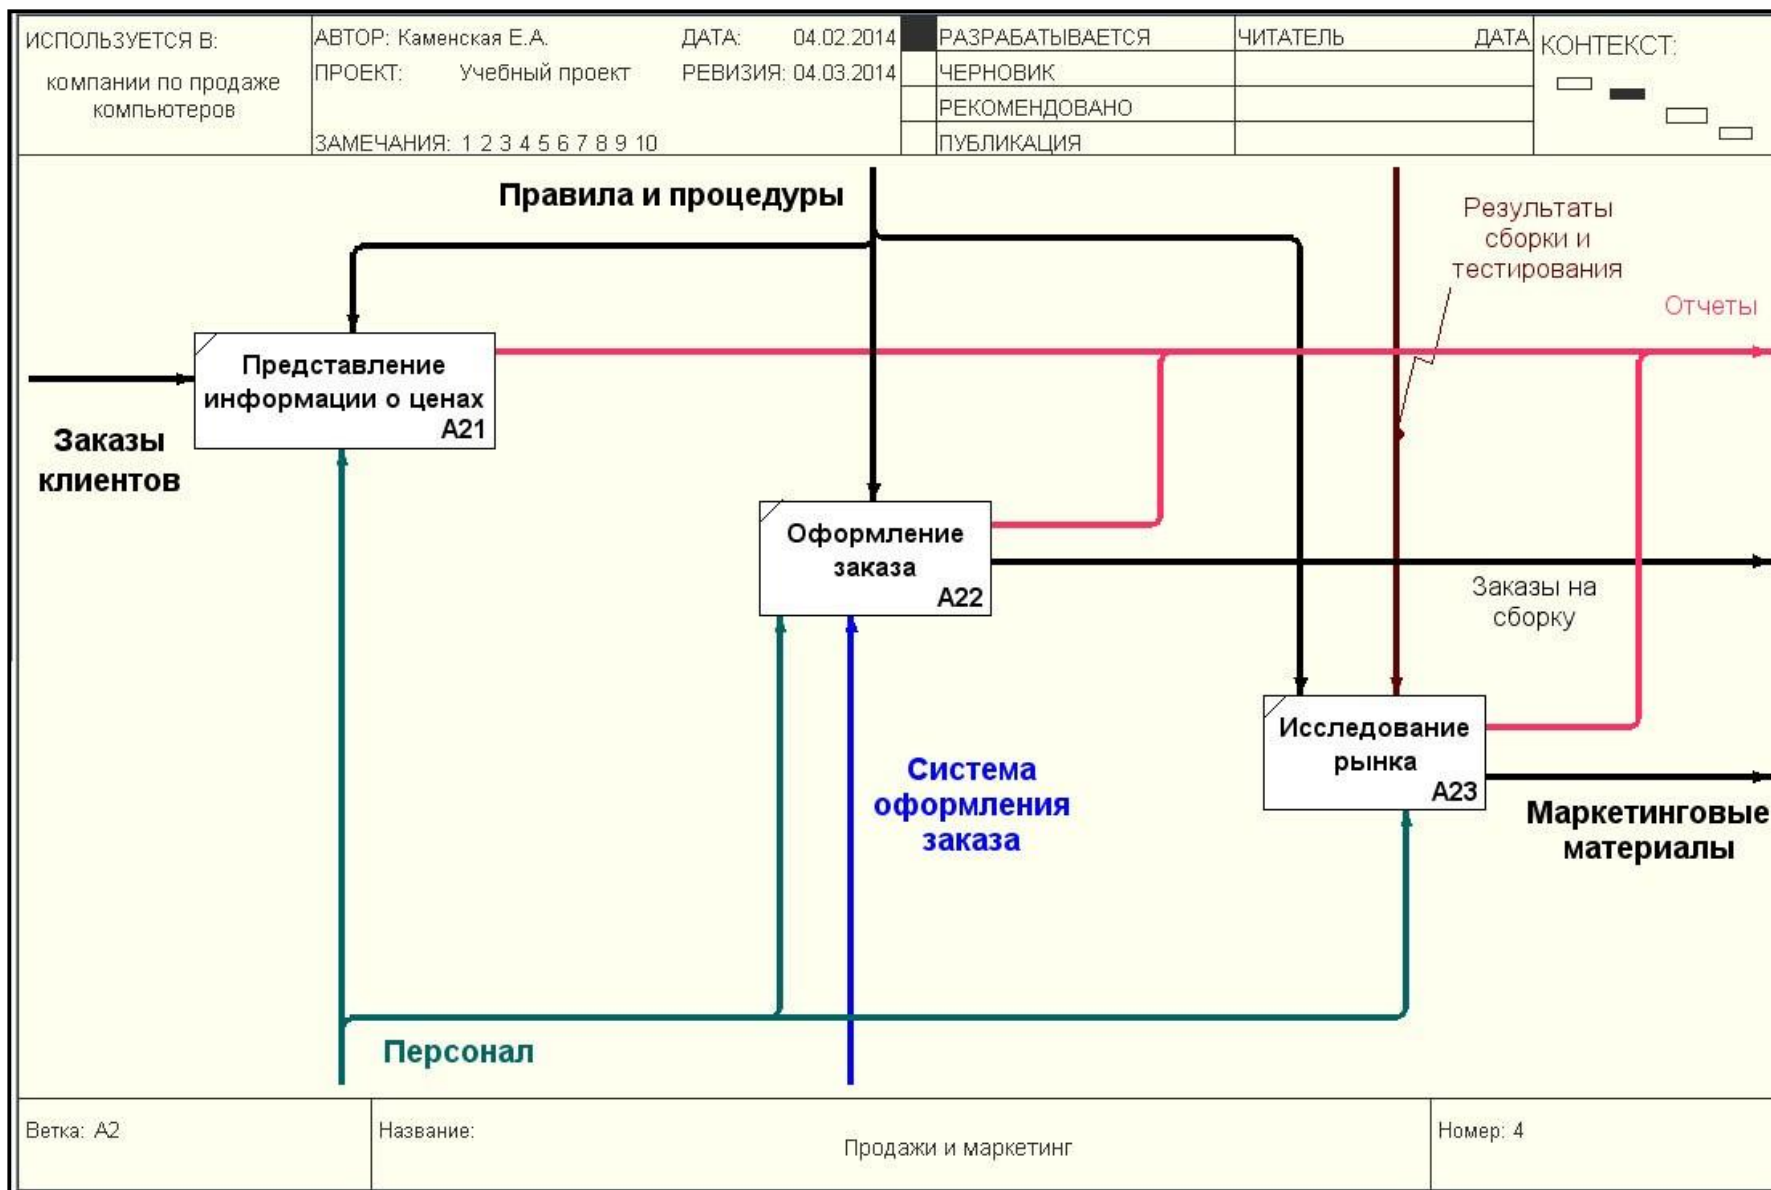 ИСПОЛЬЗУЕТСЯ В:
компании по продаже
компьютеров
АВТОР: Каменская Е.А.
ДАТА: 04.02.2014
ПРОЕКТ: Учебный проект
РЕВИЗИЯ: 04.03.2014
ЗАМЕЧАНИЯ: 1 2 3 4 5 6 7 8 9 10
РАЗРАБАТЫВАЕТСЯ
ЧЕРНОВИК
РЕКОМЕНДОВАНО
ПУБЛИКАЦИЯ
ЧИТАТЕЛЬ
ДАТА
КОНТЕКСТ:
Правила и процедуры
Результаты
сборки и
тестирования
Отчеты
Представление
информации о ценах
A21
Заказы
клиентов
Оформление
заказа
A22
Заказы на
сборку
Исследование
рынка
A23
Система
оформления
заказа
Маркетинговые
материалы
Персонал
Ветка: A2
Название:
Продажи и маркетинг
Номер: 4